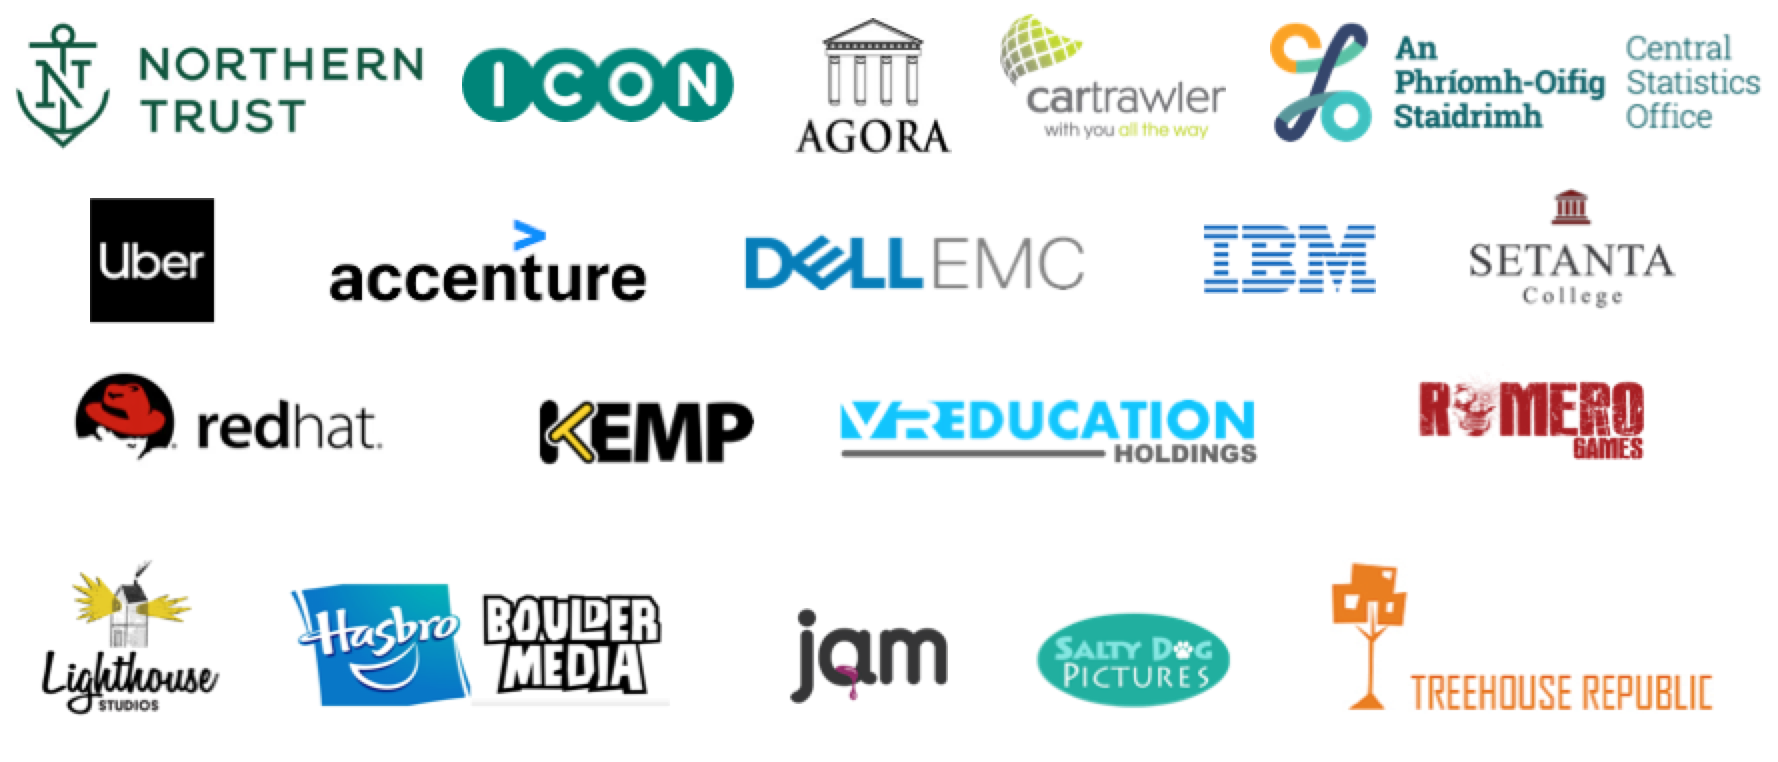 NORTHERN
TRUST
ICON
AGORA
cartrawler
with you all the way
An
Phríomh-Oifig
Staidrimh
Central
Statistics
Office
Uber
accenture
DELL EMC
IBM
SETANTA
College
redhat.
KEMP
VREDUCATION
HOLDINGS
ROMERO
GAMES
Lighthouse
STUDIOS
Hasbro
BOULDER
MEDIA
jam
SALTY DOG
PICTURES
TREEHOUSE REPUBLIC